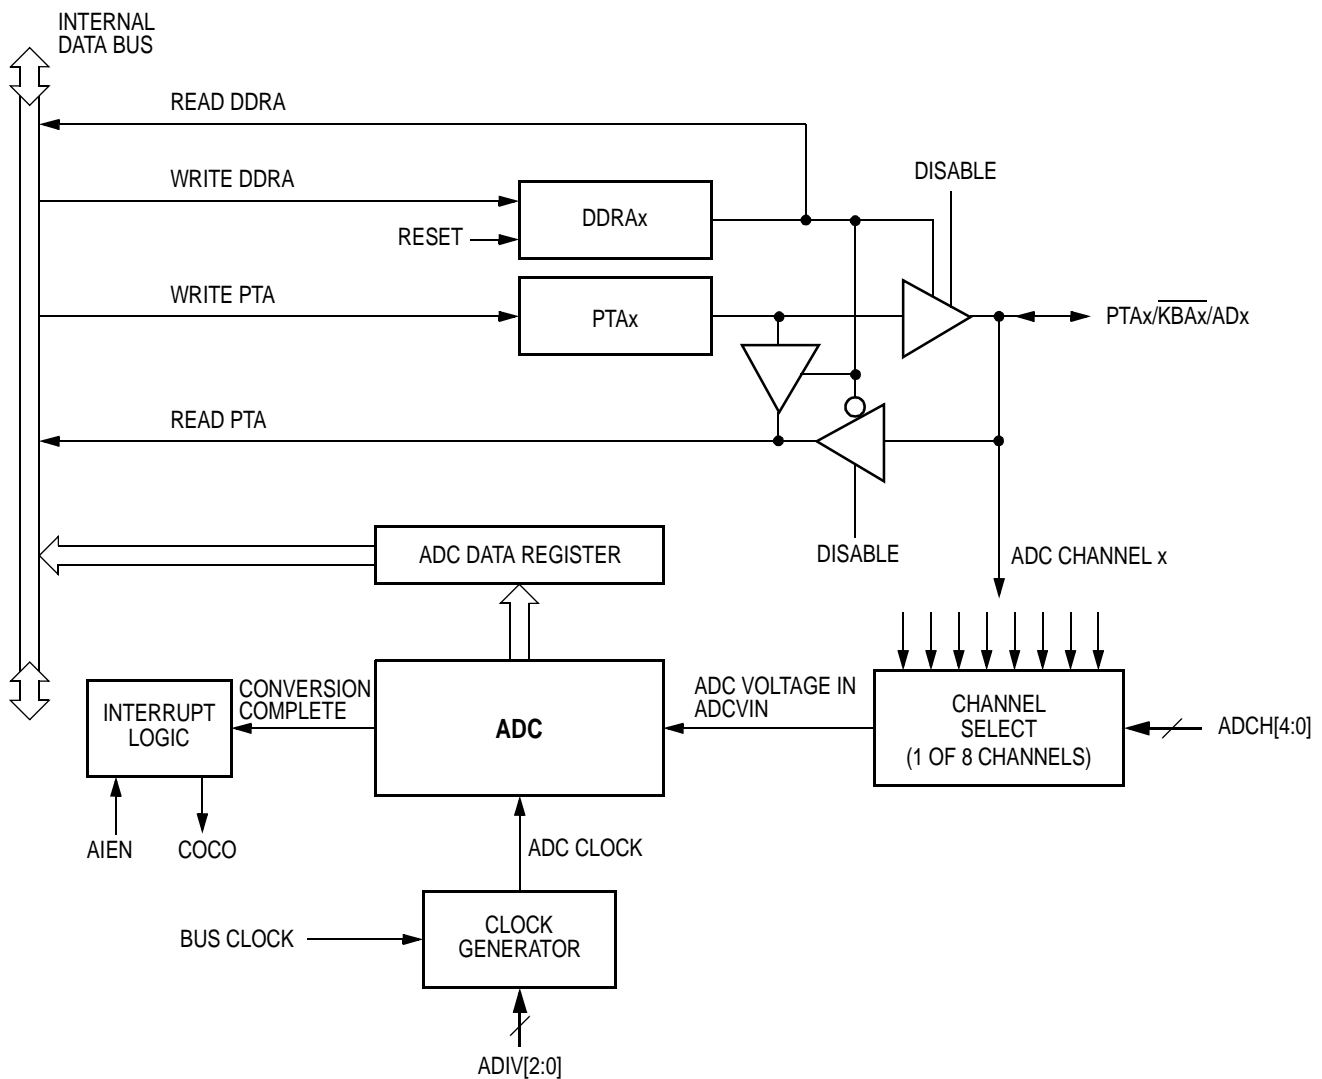 INTERNAL
DATA BUS
READ DDRA
WRITE DDRA
DISABLE
DDRAx
RESET
WRITE PTA
PTAx
PTAx/KBAx/ADx
READ PTA
DISABLE
ADC CHANNEL x
ADC DATA REGISTER
CONVERSION
COMPLETE
INTERRUPT
LOGIC
ADC
ADC VOLTAGE IN
ADCVIN
CHANNEL
SELECT
(1 OF 8 CHANNELS)
ADCH[4:0]
AIEN
COCO
ADC CLOCK
BUS CLOCK
CLOCK
GENERATOR
ADIV[2:0]